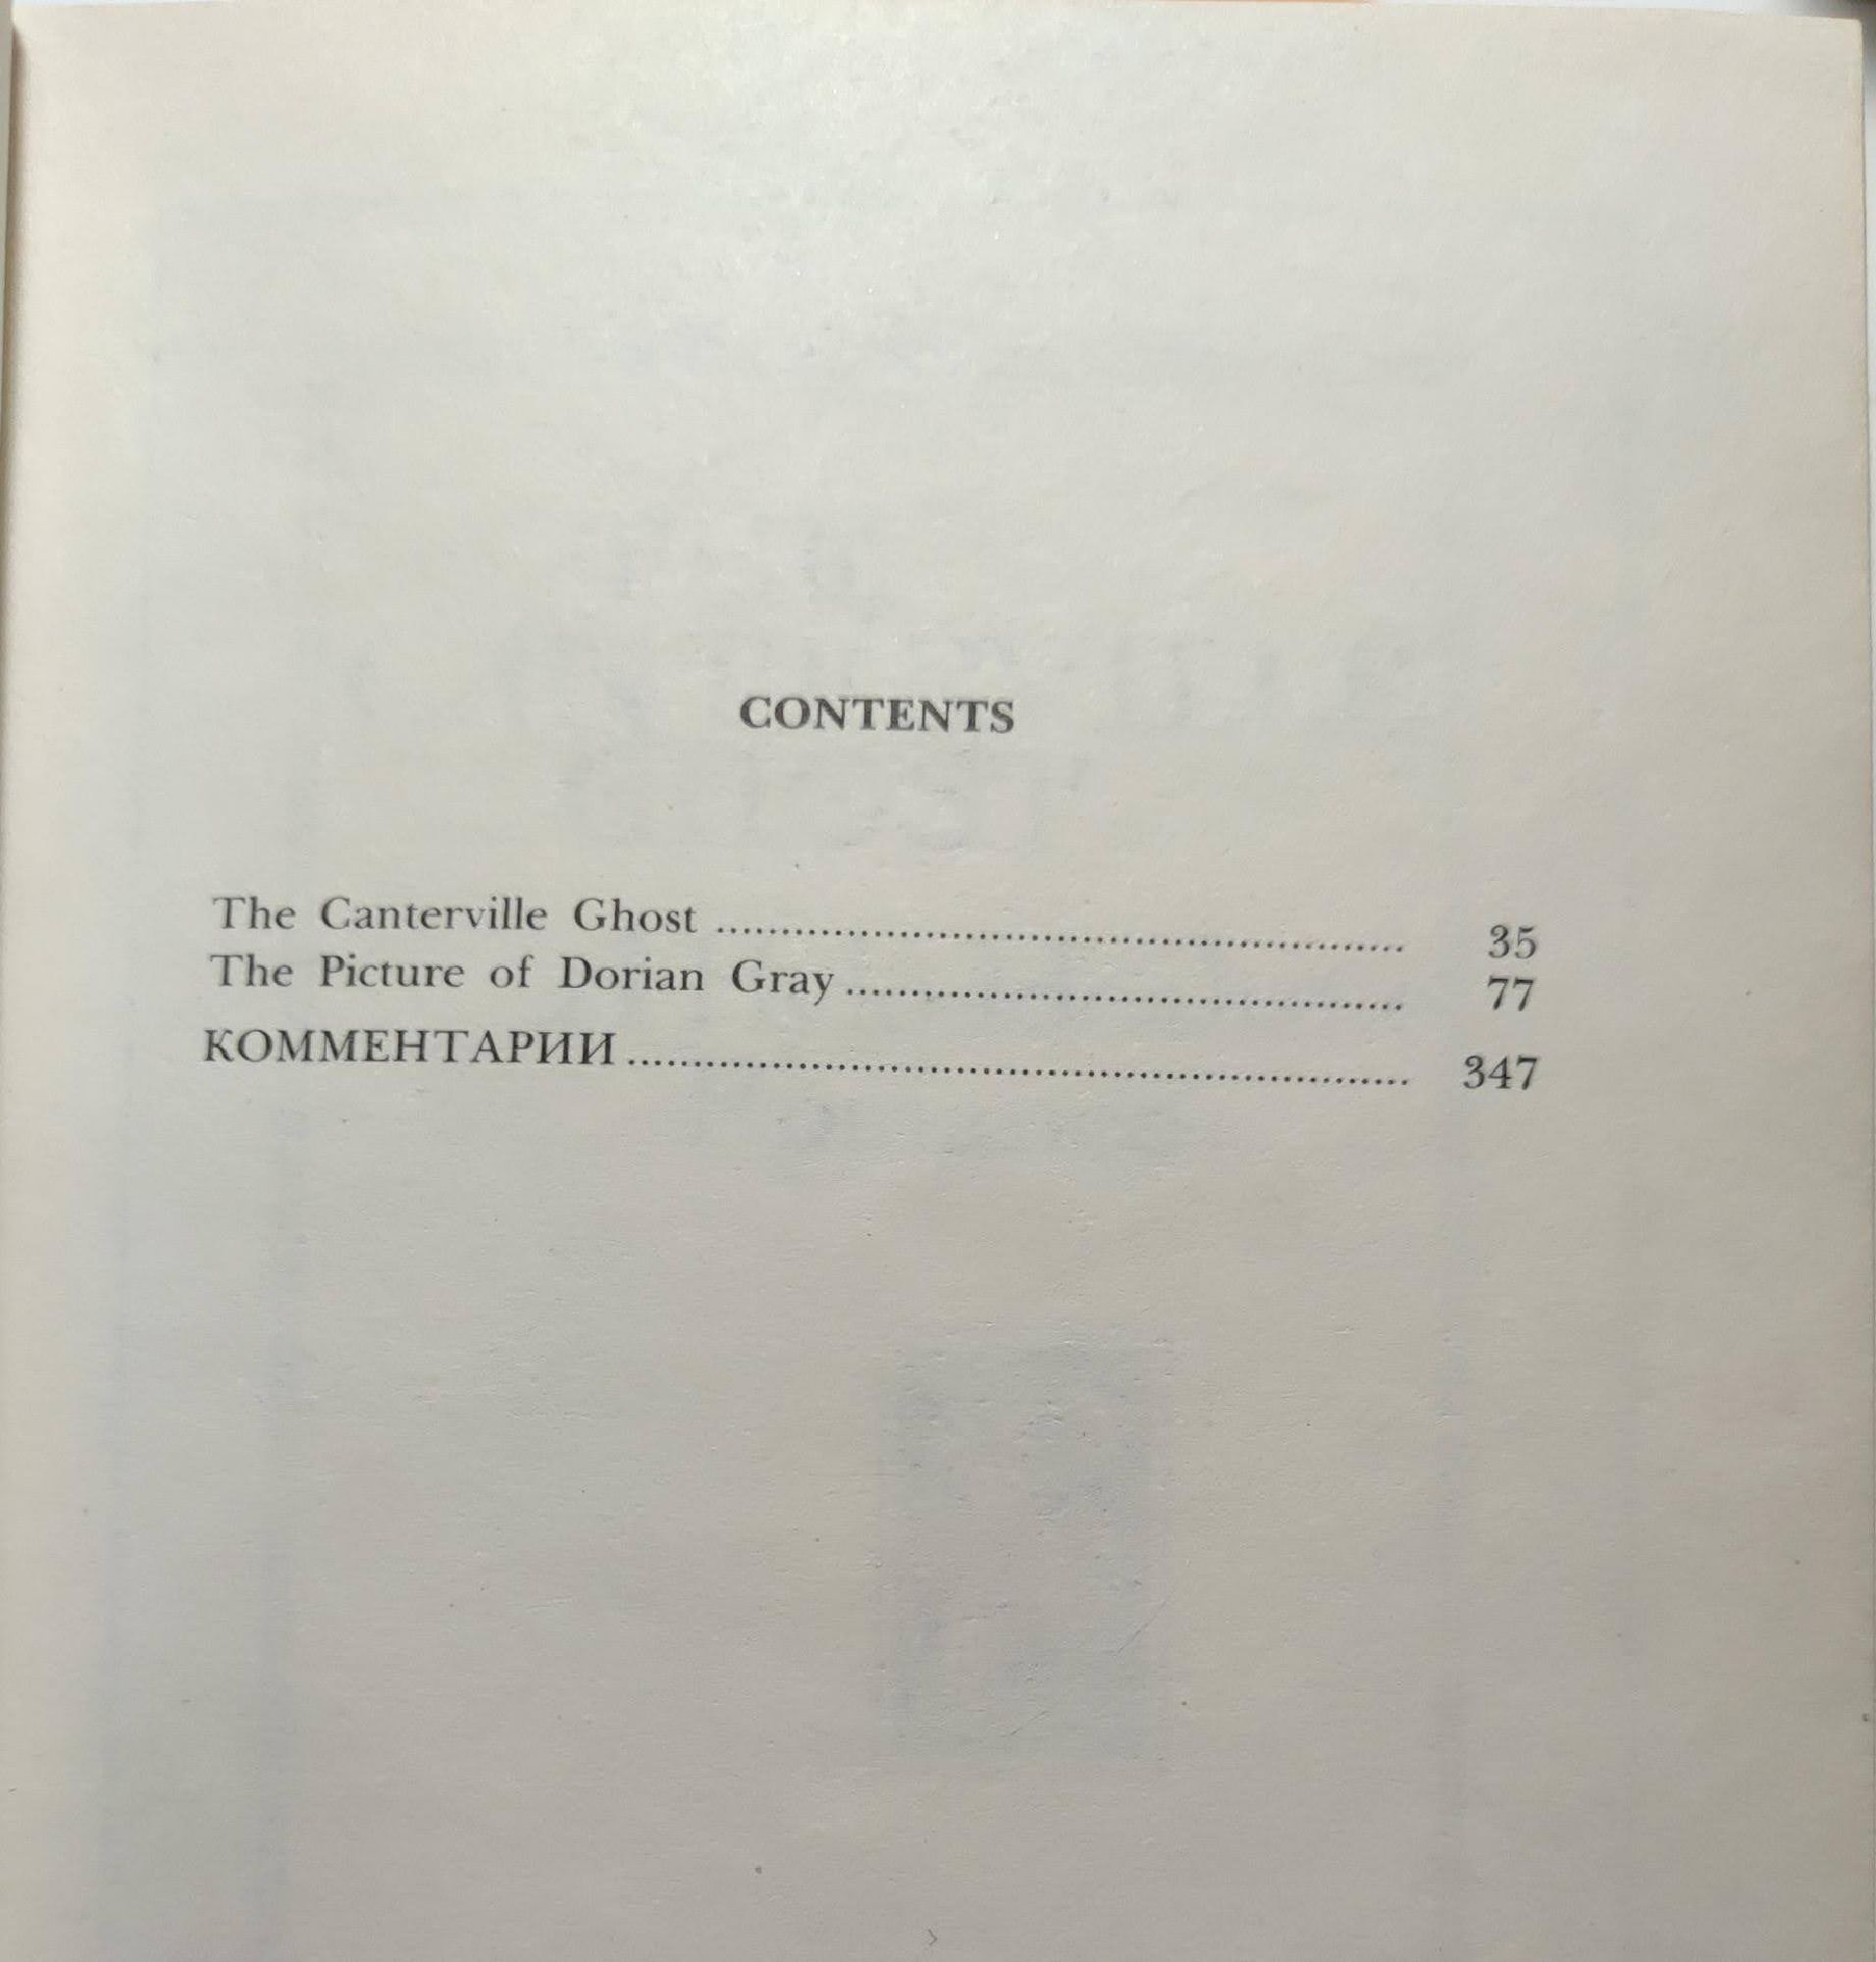 CONTENTS
The Canterville Ghost ........................................ 35
The Picture of Dorian Gray ........................................ 77
КОММЕНТАРИИ ........................................ 347